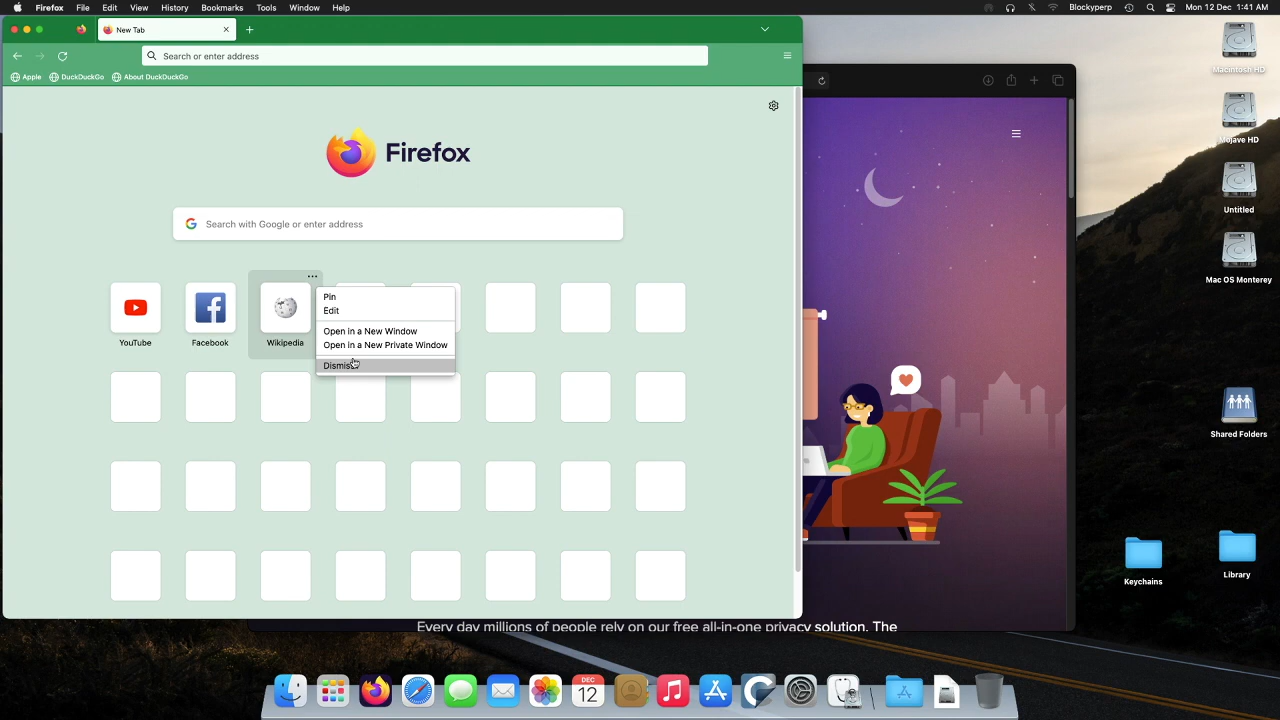 Firefox File Edit View History Bookmarks Tools Window Help Blockyperp Mon 12 Dec 1:41 AM
New Tab
Search or enter address
Apple DuckDuckGo About DuckDuckGo
Firefox
Search with Google or enter address
YouTube
Facebook
Wikipedia
Pin
Edit
Open in a New Window
Open in a New Private Window
Dismiss
Every day millions of people rely on our free all-in-one privacy solution. The
Macintosh HD
Mojave HD
Untitled
Mac OS Monterey
Shared Folders
Keychains
Library
DEC
12